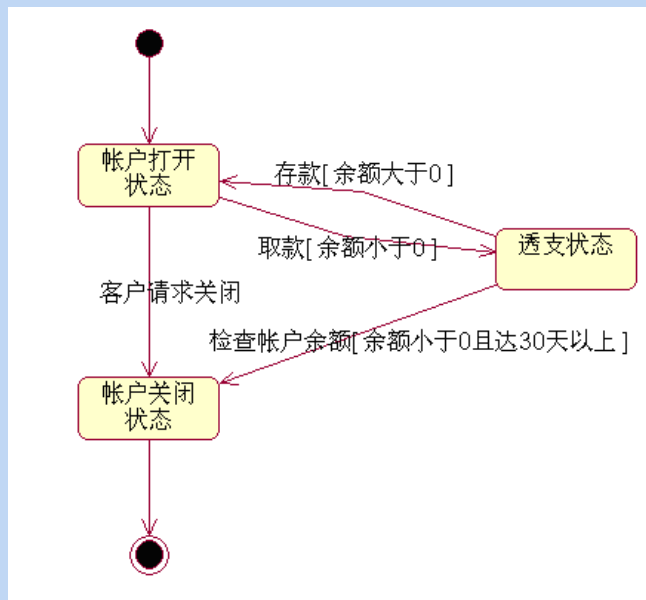 帐户打开
状态
存款[ 余额大于0 ]
取款[ 余额小于0 ]
透支状态
客户请求关闭
检查帐户余额[ 余额小于0且达30天以上 ]
帐户关闭
状态